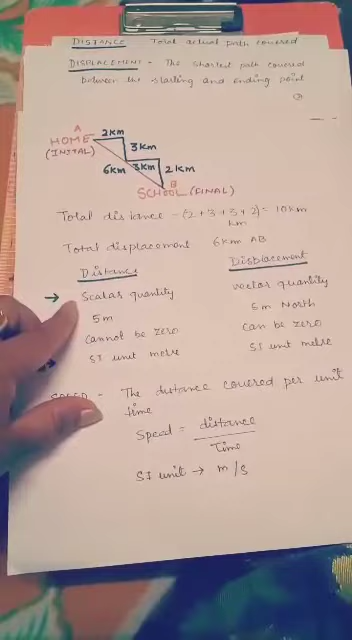 DISTANCE Total actual path covered
DISPLACEMENT - The shortest path covered
between the starting and ending point
A
HOME
(INITAL)
2km
3km
3km
2km
6km
B
SCHOOL (FINAL)
Total distance - (2+3+3+2) = 10km
km
Total displacement 6km AB
Distance
Displacement
→ Scalar quantity
vector quantity
5m
5m North
cannot be zero
can be zero
SI unit metre
SI unit metre
SPEED - The distance covered per unit
time
Speed = distance
Time
SI unit → m/s